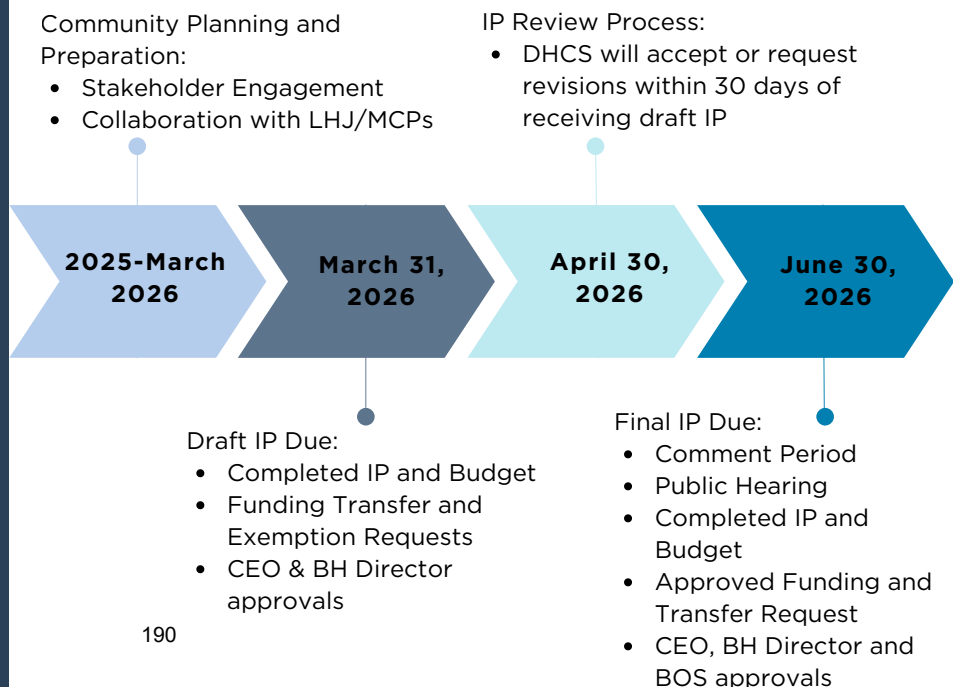 Community Planning and
Preparation:
• Stakeholder Engagement
• Collaboration with LHJ/MCPs
IP Review Process:
• DHCS will accept or request
revisions within 30 days of
receiving draft IP
2025-March
2026
March 31,
2026
April 30,
2026
June 30,
2026
Draft IP Due:
• Completed IP and Budget
• Funding Transfer and
Exemption Requests
• CEO & BH Director
approvals
Final IP Due:
• Comment Period
• Public Hearing
• Completed IP and
Budget
• Approved Funding and
Transfer Request
• CEO, BH Director and
BOS approvals
190